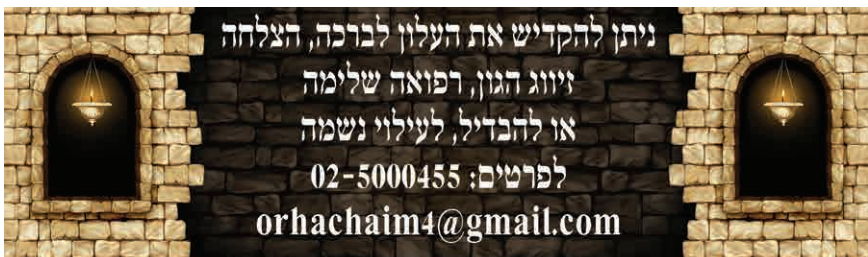 ניתן להקדיש את העלון לברכה, הצלחה
זיווג הגון, רפואה שלימה
או להבדיל, לעילוי נשמה
לפרטים: 02-5000455
orhachaim4@gmail.com